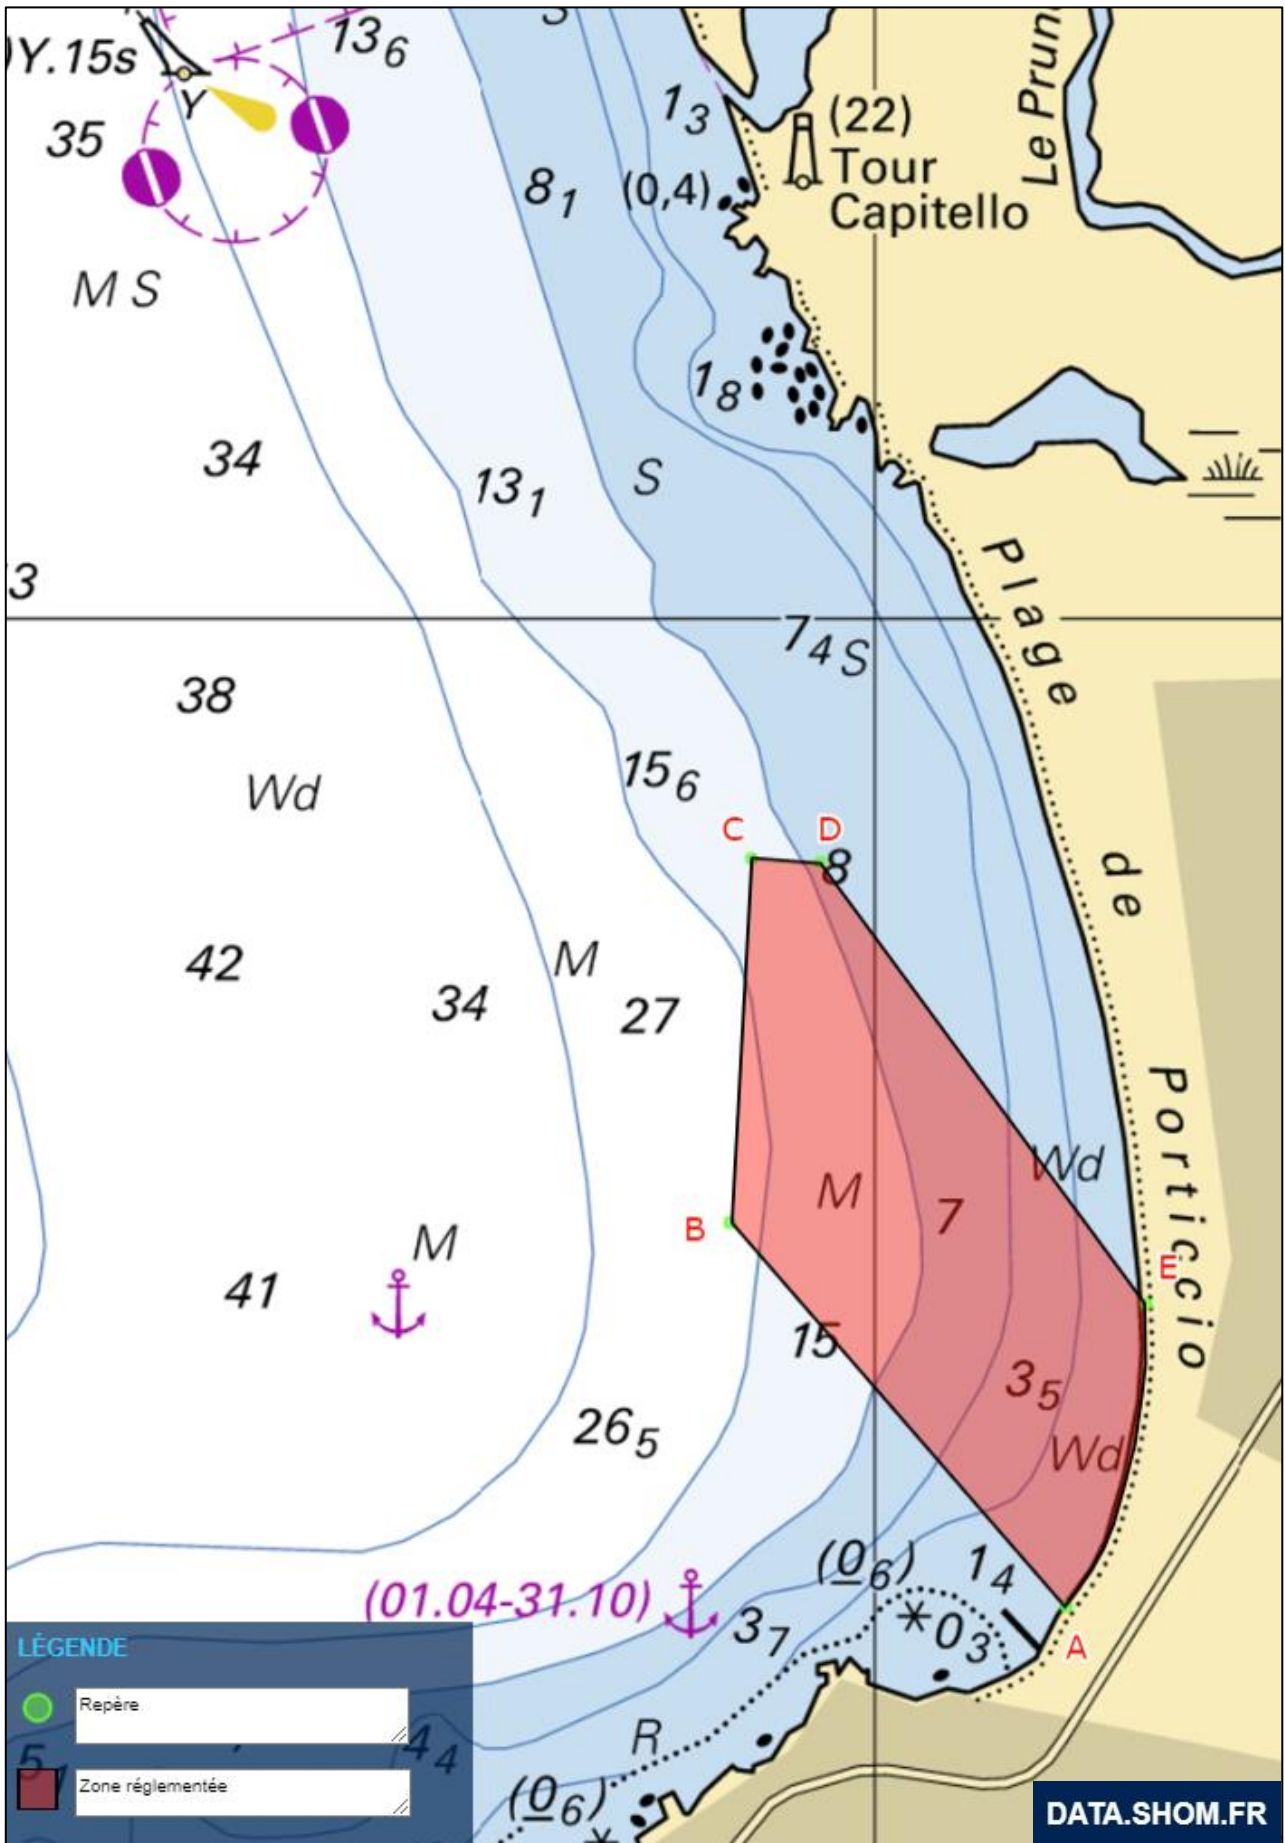 S
)Y.15s
13₆
Y
35
1₃
(22)
Tour
Capitello
Le Prun
8₁
(0,4)
M S
1₈
34
13₁
S
3
7₄ S
38
Wd
15₆
C
D
8
Plage
de
Porticcio
42
M
34
27
Wd
M
7
B
M
E
41
15
3₅
26₅
Wd
(0₆)
1₄
(01.04-31.10)
3₇
0₃
A
LÉGENDE
Repère
R
4₄
5₁
Zone réglementée
(0₆)
DATA.SHOM.FR